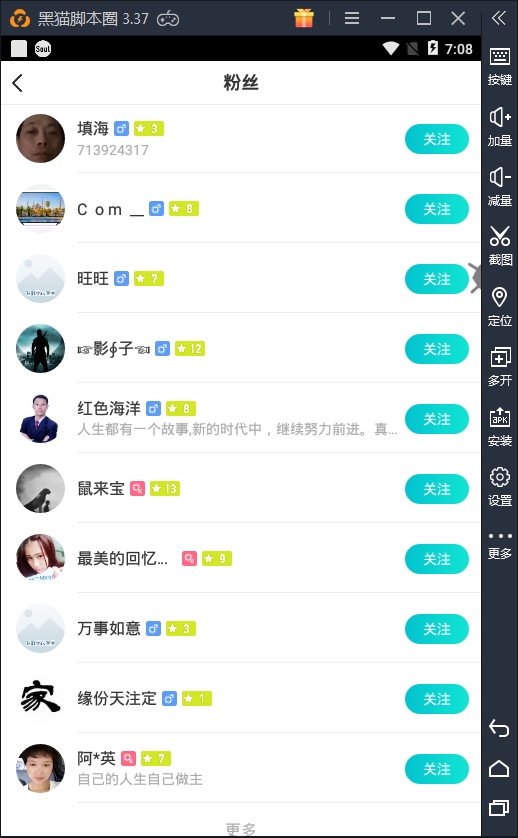 黑猫脚本圈 3.37
Soul
7:08
粉丝
填海 3
713924317
关注
C o m __ 8
关注
旺旺 7
关注
☞影∮子☜ 12
关注
红色海洋 8
人生都有一个故事,新的时代中，继续努力前进。真...
关注
鼠来宝 13
关注
最美的回忆... 9
关注
万事如意 3
关注
家
缘份天注定 1
关注
阿*英 7
自己的人生自己做主
关注
更多
按键
加量
减量
截图
定位
多开
APK
安装
设置
更多